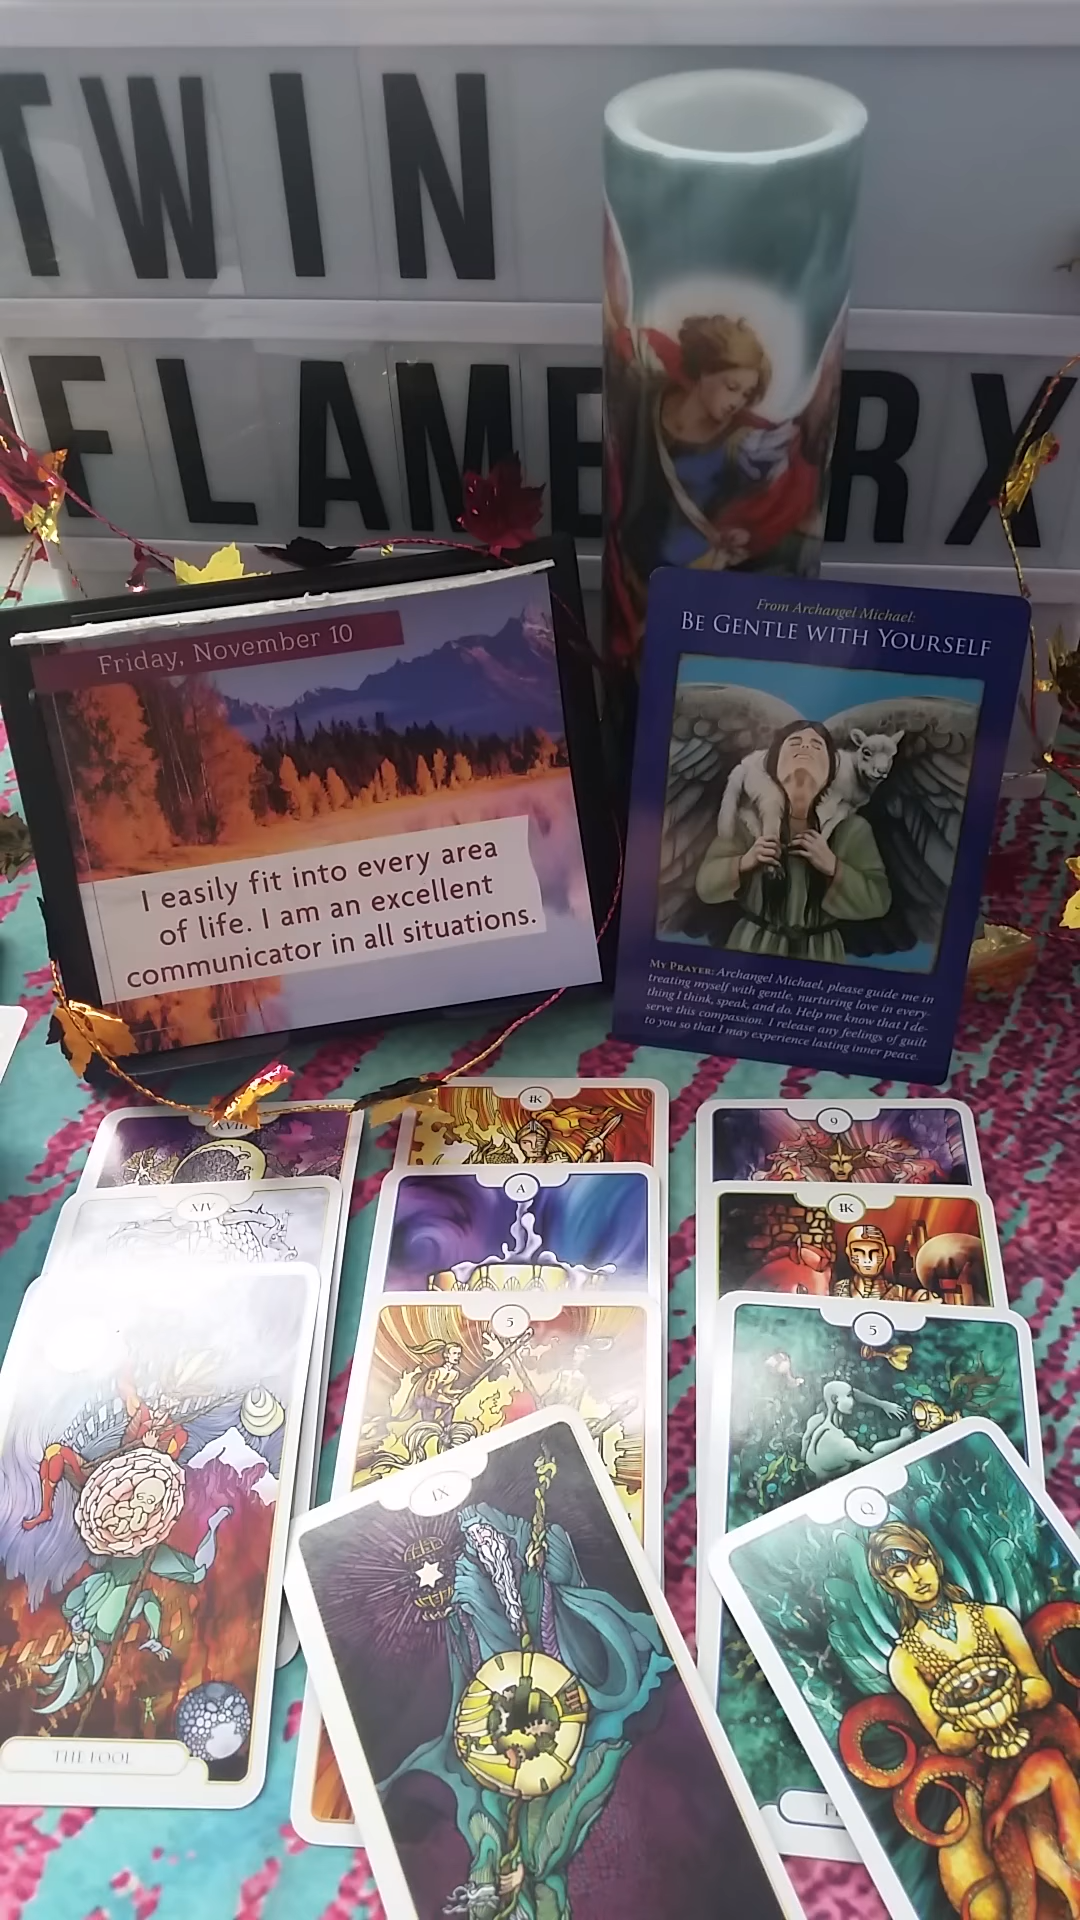 TWIN
FLAME RX
Friday, November 10
I easily fit into every area
of life. I am an excellent
communicator in all situations.
From Archangel Michael:
BE GENTLE WITH YOURSELF
MY PRAYER: Archangel Michael, please guide me in
treating myself with gentle, nurturing love in every-
thing I think, speak, and do. Help me know that I de-
serve this compassion. I release any feelings of guilt
to you so that I may experience lasting inner peace.
XVIII
K
9
XIV
A
K
5
5
IX
Q
THE FOOL
F